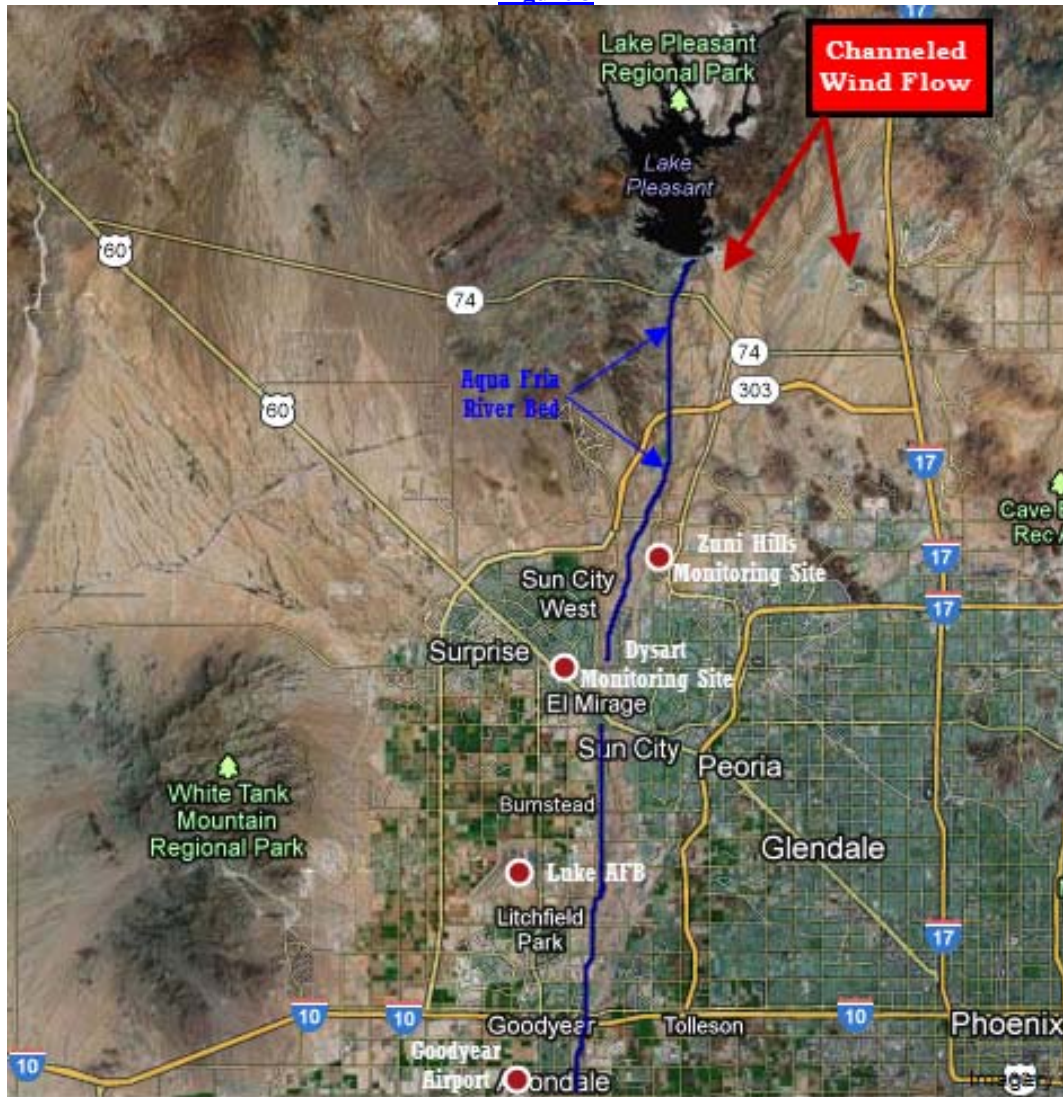 17
Lake Pleasant
Regional Park
Channeled
Wind Flow
Lake
Pleasant
60
74
74
303
Aqua Fria
River Bed
60
17
Cave
Rec
17
Zuni Hills
Monitoring Site
Sun City
West
17
Surprise
Dysart
Monitoring Site
El Mirage
Sun City
Peoria
White Tank
Mountain
Regional Park
Bumstead
Glendale
Luke AFB
Litchfield
Park
17
10
10
Goodyear
Tolleson
10
Phoenix
10
Goodyear
Airport
Avondale